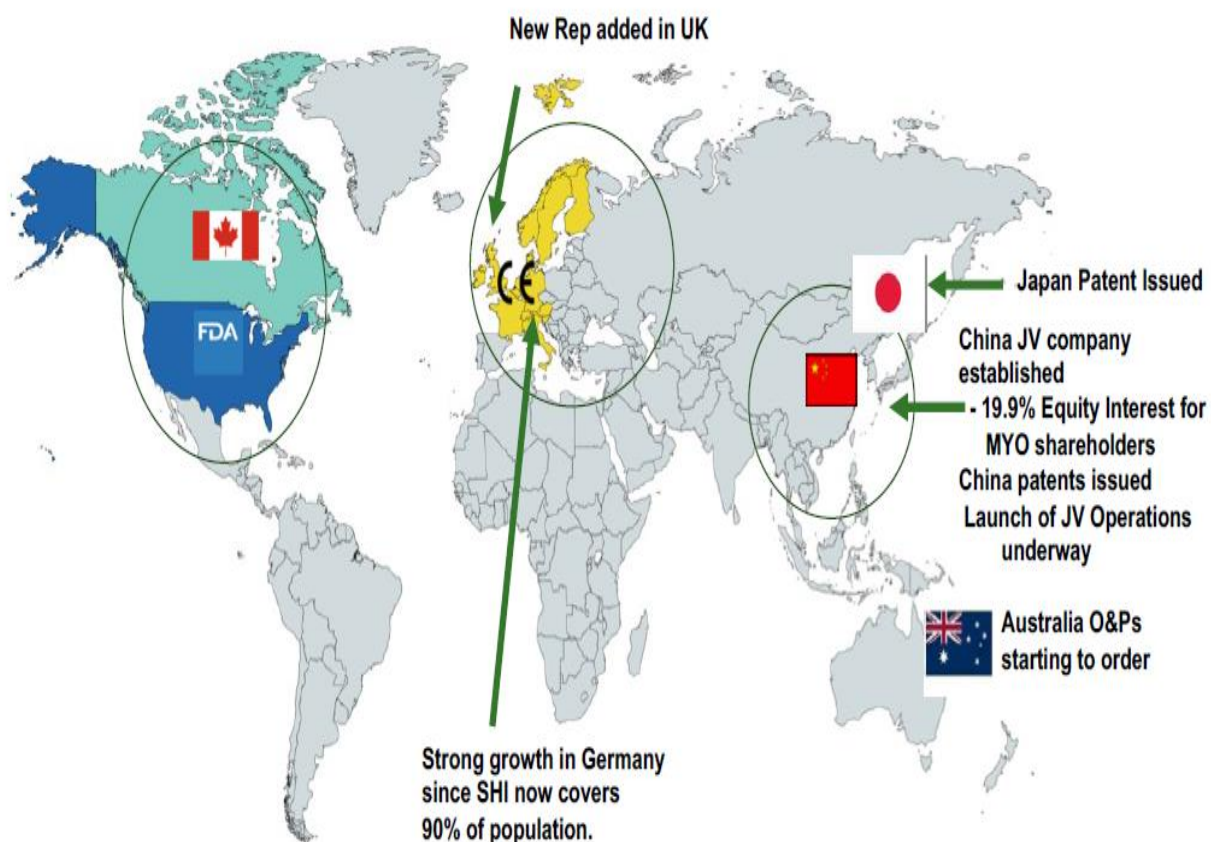 New Rep added in UK
FDA
CE
Japan Patent Issued
China JV company
established
- 19.9% Equity Interest for
MYO shareholders
China patents issued
Launch of JV Operations
underway
Australia O&Ps
starting to order
Strong growth in Germany
since SHI now covers
90% of population.